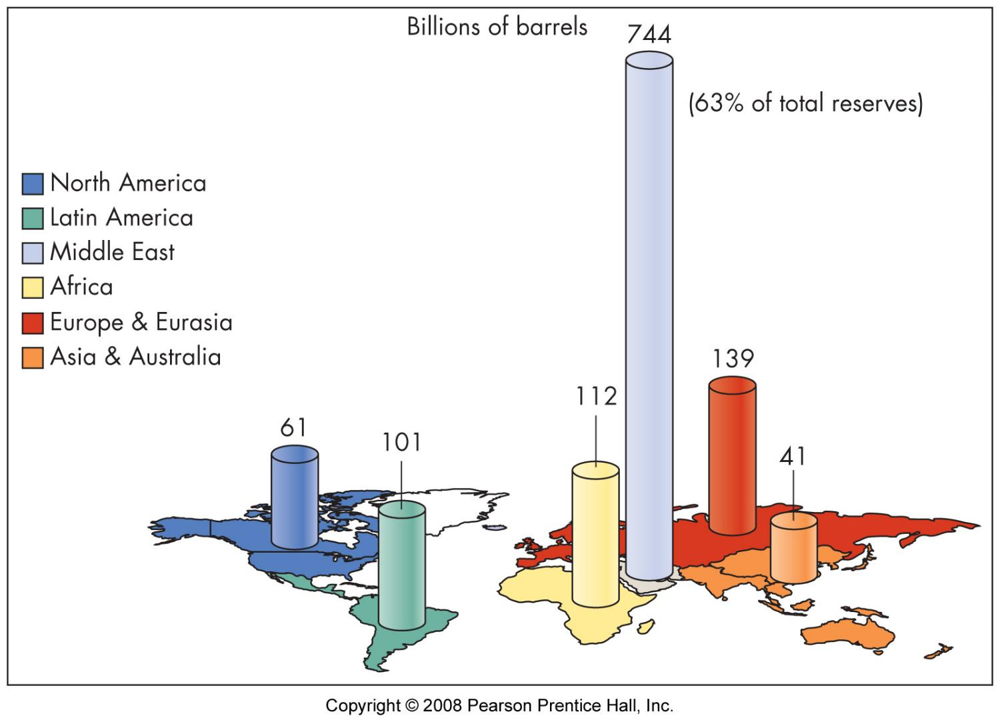 Billions of barrels
744
(63% of total reserves)
North America
Latin America
Middle East
Africa
Europe & Eurasia
Asia & Australia
139
112
61
101
41
Copyright © 2008 Pearson Prentice Hall, Inc.